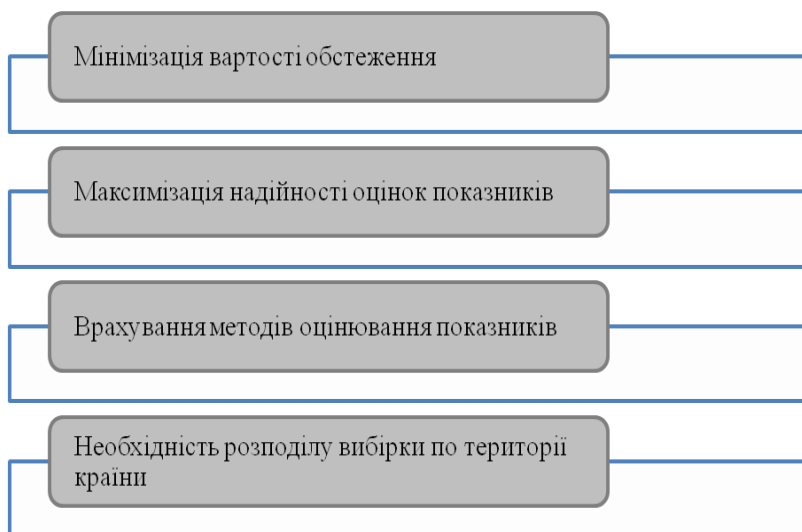 Мінімізація вартості обстеження
Максимізація надійності оцінок показників
Врахування методів оцінювання показників
Необхідність розподілу вибірки по території
країни